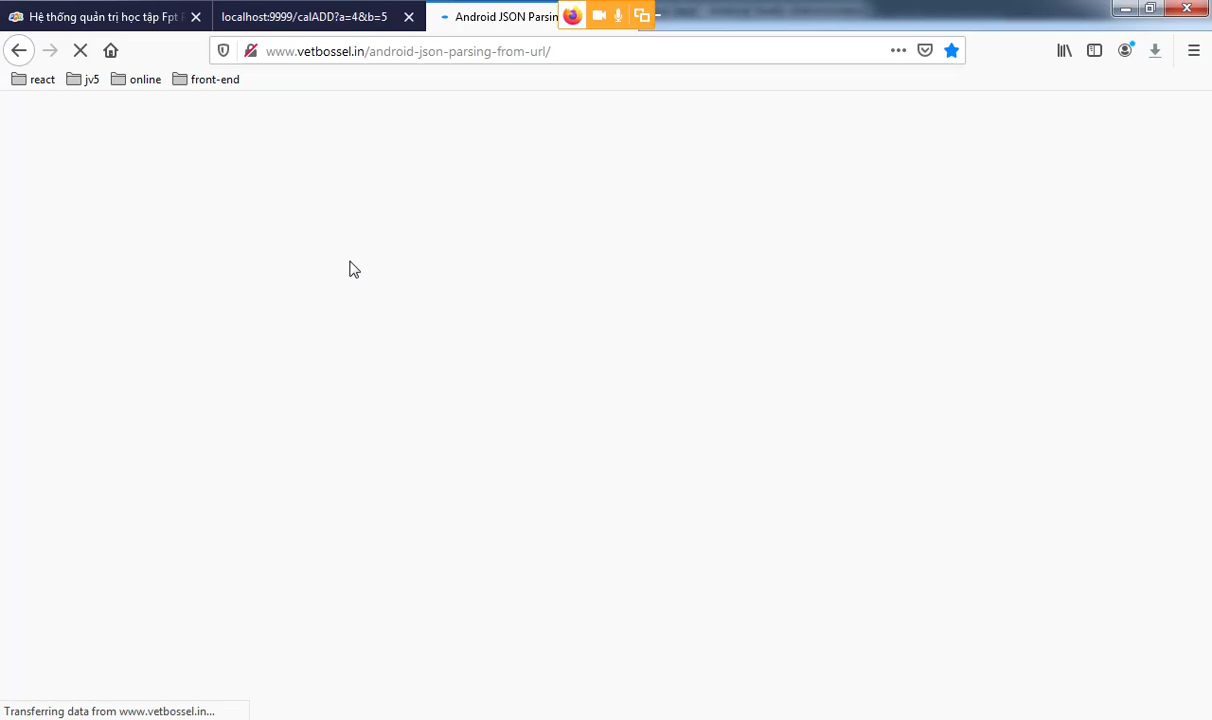 Hệ thống quản trị học tập Fpt
localhost:9999/calADD?a=4&b=5
Android JSON Parsin
www.vetbossel.in/android-json-parsing-from-url/
react
jv5
online
front-end
Transferring data from www.vetbossel.in...